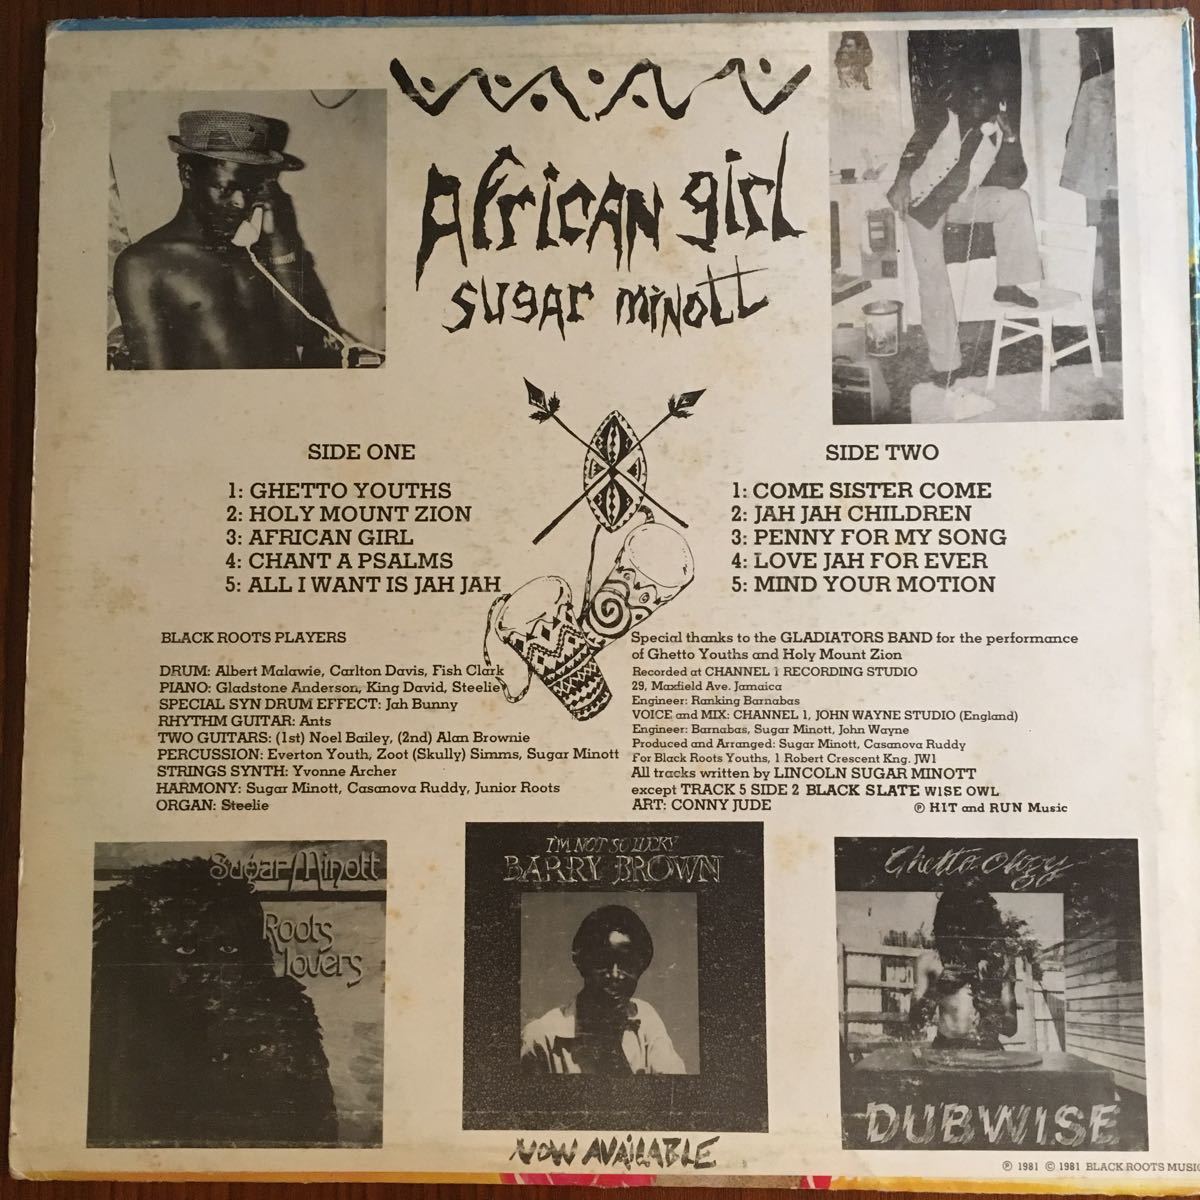 African girl
sugar minott
SIDE ONE
1: GHETTO YOUTHS
2: HOLY MOUNT ZION
3: AFRICAN GIRL
4: CHANT A PSALMS
5: ALL I WANT IS JAH JAH
SIDE TWO
1: COME SISTER COME
2: JAH JAH CHILDREN
3: PENNY FOR MY SONG
4: LOVE JAH FOR EVER
5: MIND YOUR MOTION
BLACK ROOTS PLAYERS
DRUM: Albert Malawie, Carlton Davis, Fish Clark
PIANO: Gladstone Anderson, King David, Steelie
SPECIAL SYN DRUM EFFECT: Jah Bunny
RHYTHM GUITAR: Ants
TWO GUITARS: (1st) Noel Bailey, (2nd) Alan Brownie
PERCUSSION: Everton Youth, Zoot (Skully) Simms, Sugar Minott
STRINGS SYNTH: Yvonne Archer
HARMONY: Sugar Minott, Casanova Ruddy, Junior Roots
ORGAN: Steelie
Special thanks to the GLADIATORS BAND for the performance
of Ghetto Youths and Holy Mount Zion
Recorded at CHANNEL 1 RECORDING STUDIO
29, Maxfield Ave. Jamaica
Engineer: Ranking Barnabas
VOICE and MIX: CHANNEL 1, JOHN WAYNE STUDIO (England)
Engineer: Barnabas, Sugar Minott, John Wayne
Produced and Arranged: Sugar Minott, Casanova Ruddy
For Black Roots Youths, 1 Robert Crescent Kng. JW1
All tracks written by LINCOLN SUGAR MINOTT
except TRACK 5 SIDE 2 BLACK SLATE WISE OWL
ART: CONNY JUDE
℗ HIT and RUN Music
Sugar Minott
Roots
lovers
I'M NOT SO LUCKY
BARRY BROWN
Ghetto-ology
DUBWISE
NOW AVAILABLE
℗ 1981 © 1981 BLACK ROOTS MUSIC